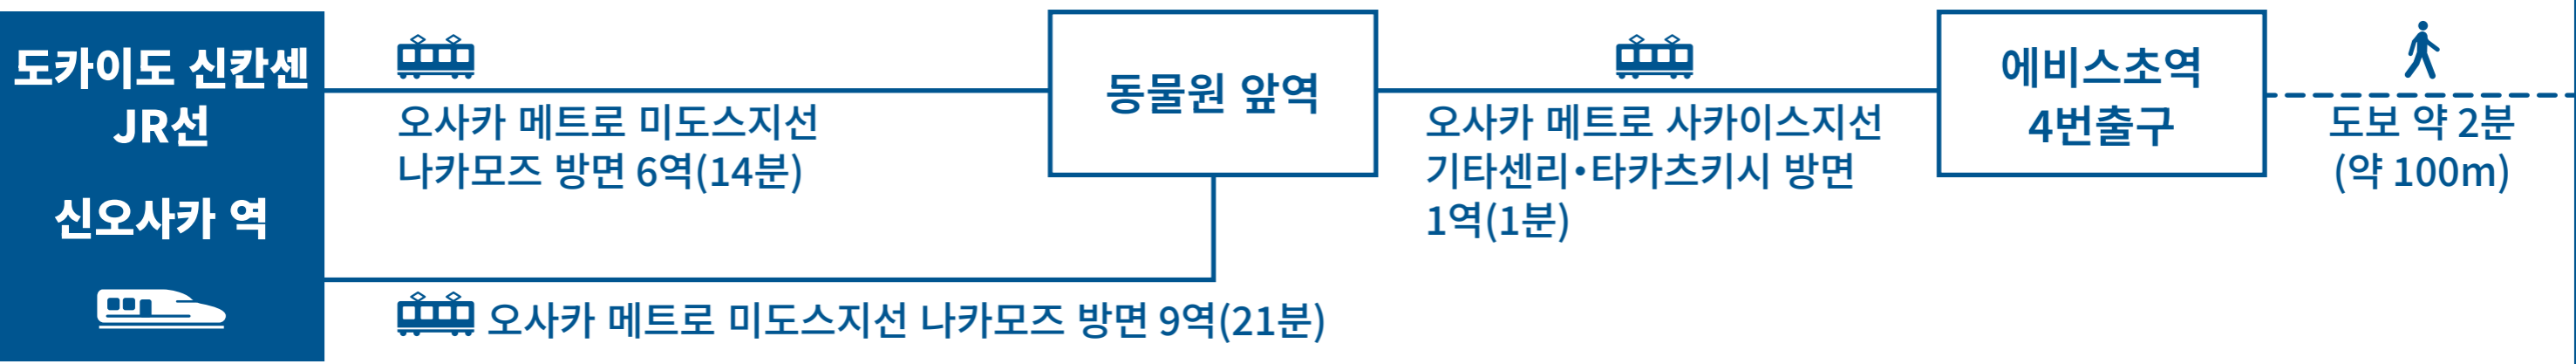 도카이도 신칸센
JR선
신오사카 역
오사카 메트로 미도스지선
나카모즈 방면 6역(14분)
동물원 앞역
오사카 메트로 사카이스지선
기타센리•타카츠키시 방면
1역(1분)
에비스초역
4번출구
도보 약 2분
(약 100m)
오사카 메트로 미도스지선 나카모즈 방면 9역(21분)